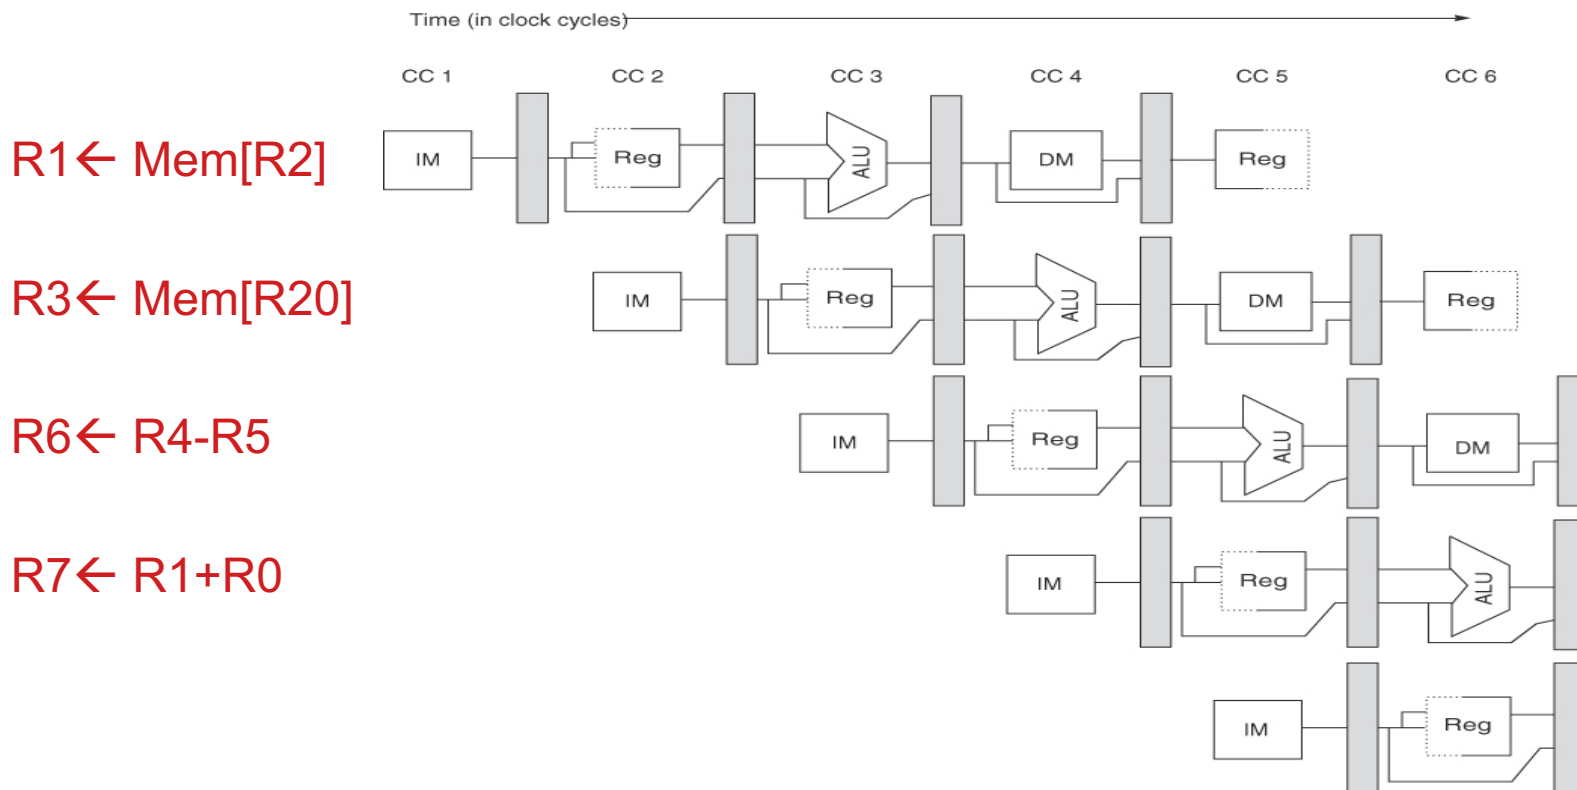 Time (in clock cycles)
CC 1 CC 2 CC 3 CC 4 CC 5 CC 6
R1← Mem[R2] IM Reg ALU DM Reg
R3← Mem[R20] IM Reg ALU DM Reg
R6← R4-R5 IM Reg ALU DM
R7← R1+R0 IM Reg ALU
IM Reg